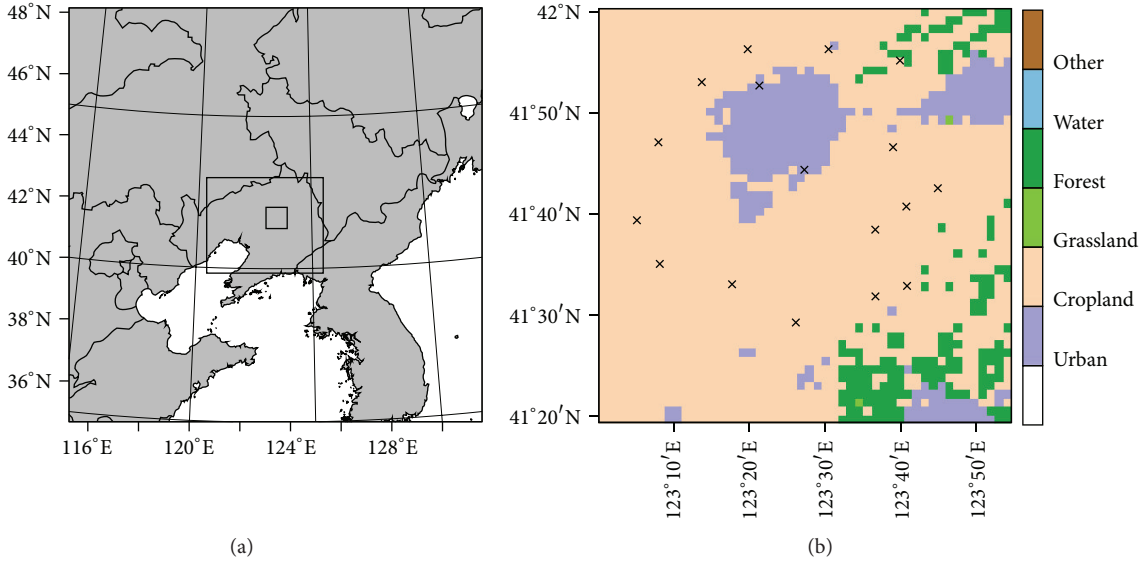 48°N
46°N
44°N
42°N
40°N
38°N
36°N
116°E 120°E 124°E 128°E
(a)
42°N
41°50′N
41°40′N
41°30′N
41°20′N
123°10′E
123°20′E
123°30′E
123°40′E
123°50′E
Other
Water
Forest
Grassland
Cropland
Urban
(b)